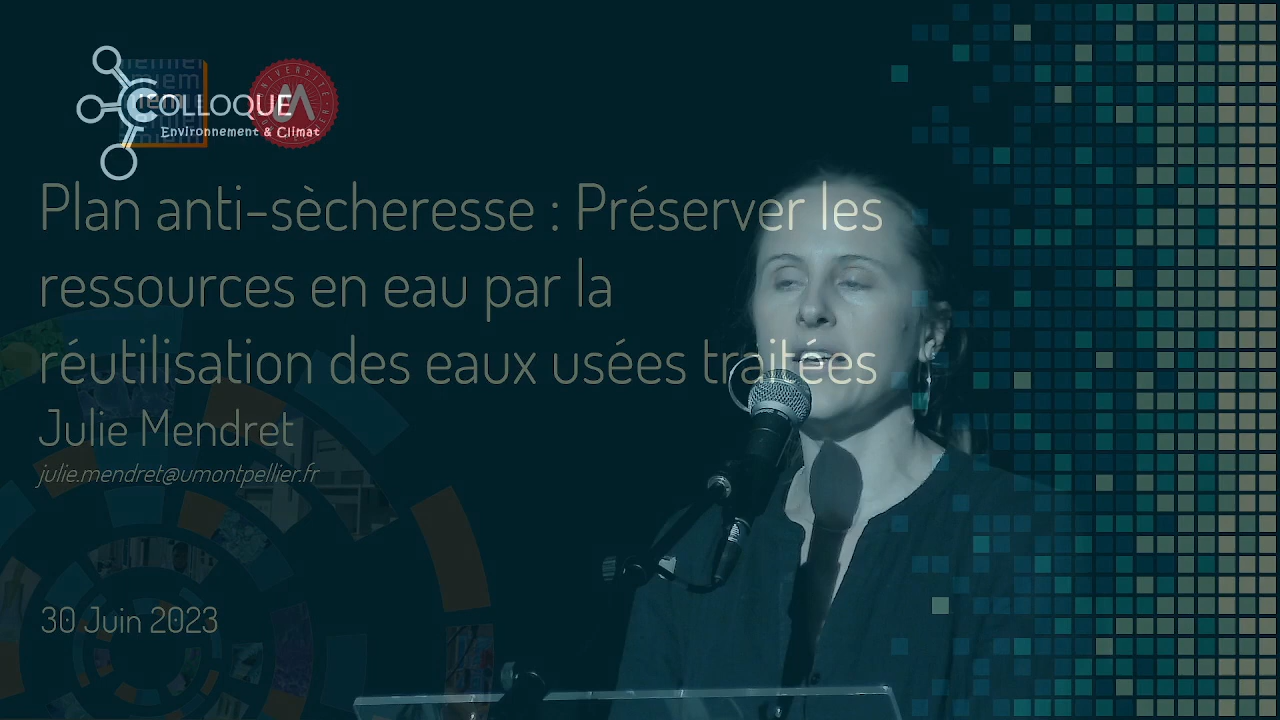 COLLOQUE
Environnement & Climat
Plan anti-sècheresse : Préserver les
ressources en eau par la
réutilisation des eaux usées traitées
Julie Mendret
julie.mendret@umontpellier.fr
30 Juin 2023